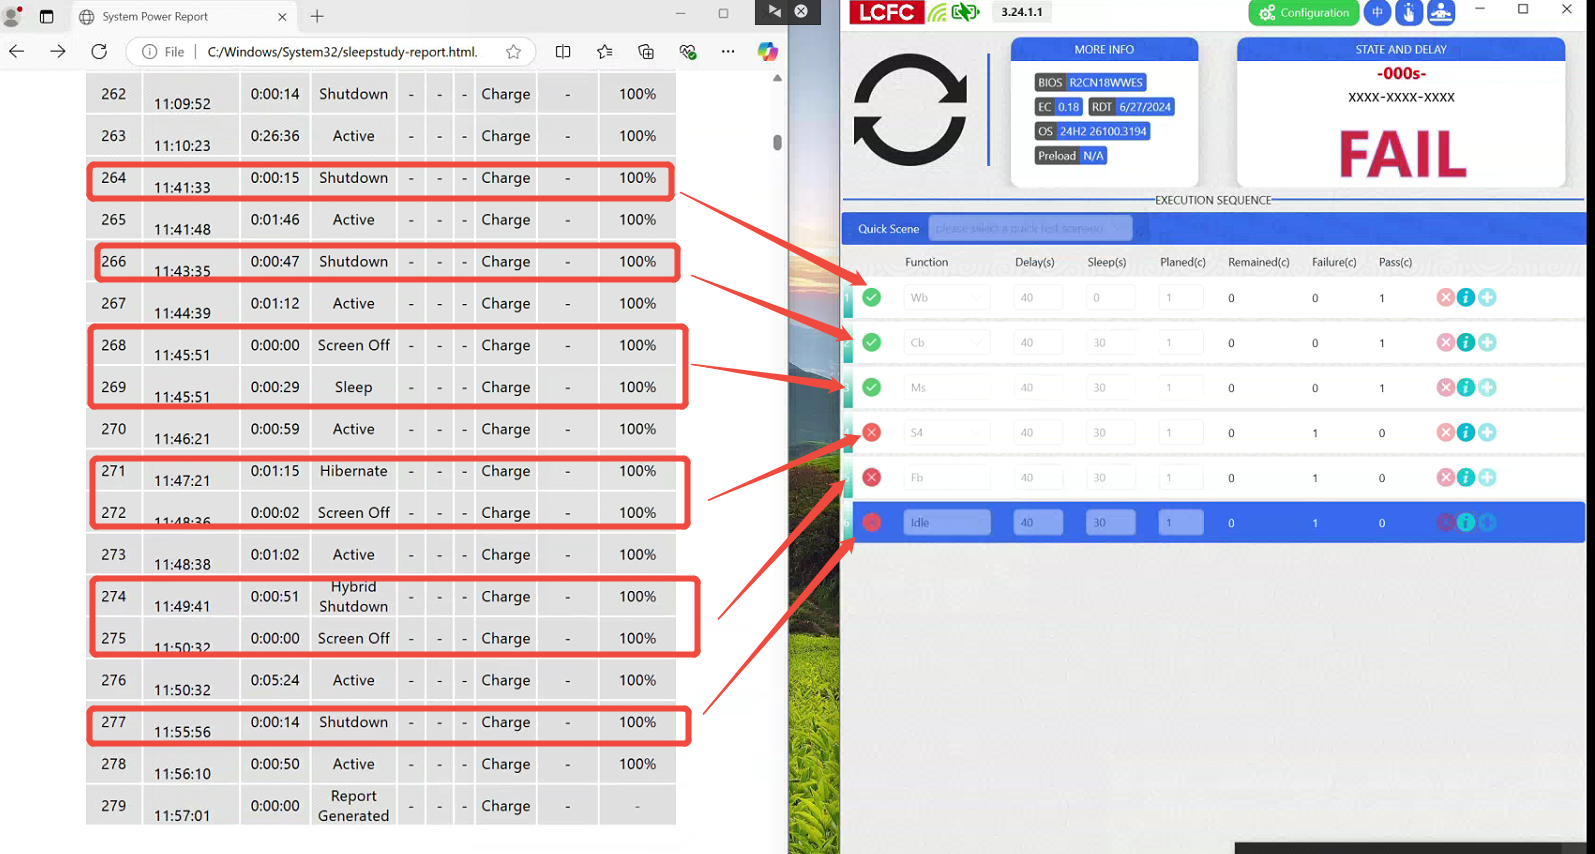 System Power Report
File
C:/Windows/System32/sleepstudy-report.html.
262 11:09:52 0:00:14 Shutdown - - - Charge - 100%
263 11:10:23 0:26:36 Active - - - Charge - 100%
264 11:41:33 0:00:15 Shutdown - - - Charge - 100%
265 11:41:48 0:01:46 Active - - - Charge - 100%
266 11:43:35 0:00:47 Shutdown - - - Charge - 100%
267 11:44:39 0:01:12 Active - - - Charge - 100%
268 11:45:51 0:00:00 Screen Off - - - Charge - 100%
269 11:45:51 0:00:29 Sleep - - - Charge - 100%
270 11:46:21 0:00:59 Active - - - Charge - 100%
271 11:47:21 0:01:15 Hibernate - - - Charge - 100%
272 11:48:36 0:00:02 Screen Off - - - Charge - 100%
273 11:48:38 0:01:02 Active - - - Charge - 100%
274 11:49:41 0:00:51 Hybrid Shutdown - - - Charge - 100%
275 11:50:32 0:00:00 Screen Off - - - Charge - 100%
276 11:50:32 0:05:24 Active - - - Charge - 100%
277 11:55:56 0:00:14 Shutdown - - - Charge - 100%
278 11:56:10 0:00:50 Active - - - Charge - 100%
279 11:57:01 0:00:00 Report Generated - - - Charge - -
LCFC
3.24.1.1
Configuration
中
MORE INFO
BIOS R2CN18WWES
EC 0.18 RDT 6/27/2024
OS 24H2 26100.3194
Preload N/A
STATE AND DELAY
-000s-
XXXX-XXXX-XXXX
FAIL
EXECUTION SEQUENCE
Quick Scene please select a quick test scenario
Function Delay(s) Sleep(s) Planed(c) Remained(c) Failure(c) Pass(c)
1 Wb 40 0 1 0 0 1
2 Cb 40 30 1 0 0 1
3 Ms 40 30 1 0 0 1
S4 40 30 1 0 1 0
Fb 40 30 1 0 1 0
6 Idle 40 30 1 0 1 0